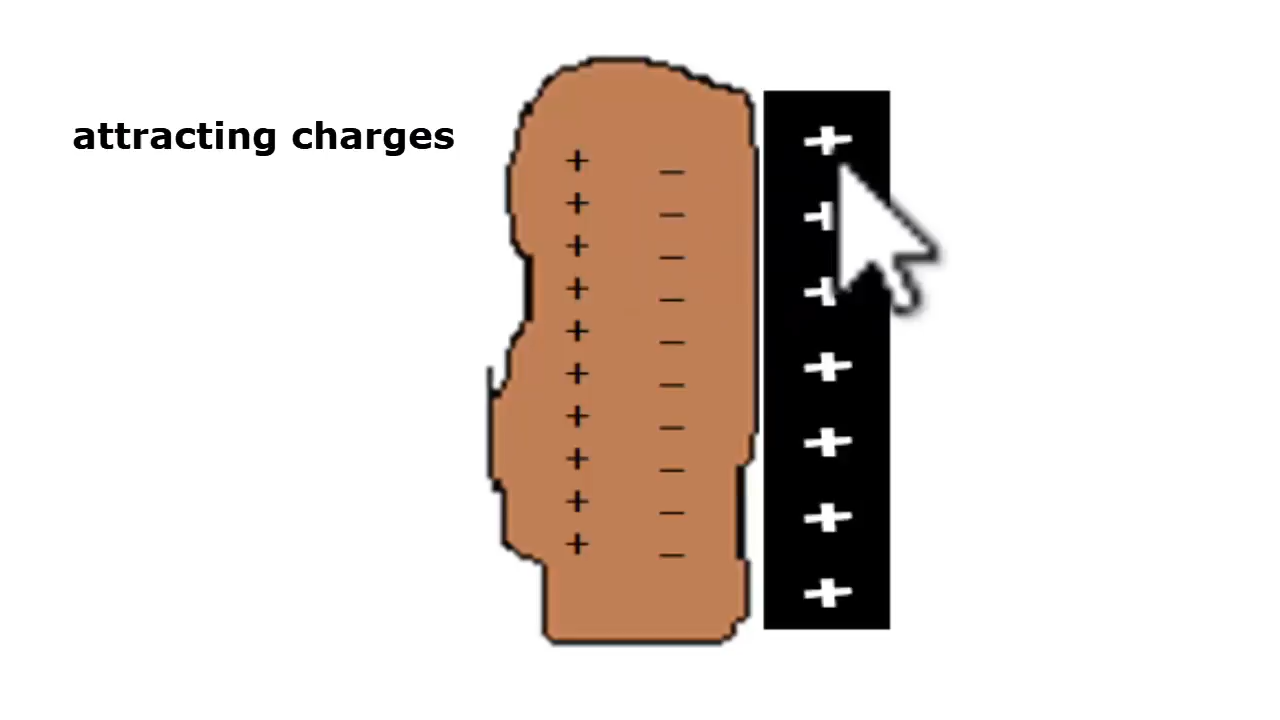 attracting charges
+ − +
+ − +
+ − +
+ − +
+ − +
+ − +
+ − +
+ −
+ −
+ −